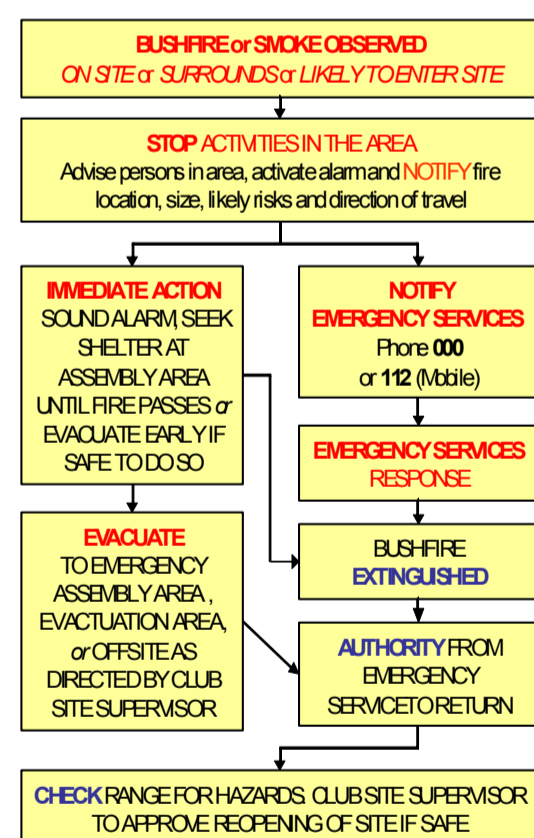 BUSHFIRE or SMOKE OBSERVED
ON SITE or SURROUNDS or LIKELY TO ENTER SITE
STOP ACTIVITIES IN THE AREA
Advise persons in area, activate alarm and NOTIFY fire
location, size, likely risks and direction of travel
IMMEDIATE ACTION
SOUND ALARM, SEEK
SHELTER AT
ASSEMBLY AREA
UNTIL FIRE PASSES or
EVACUATE EARLY IF
SAFE TO DO SO
NOTIFY
EMERGENCY SERVICES
Phone 000
or 112 (Mobile)
EMERGENCY SERVICES
RESPONSE
EVACUATE
TO EMERGENCY
ASSEMBLY AREA ,
EVACTUATION AREA,
or OFFSITE AS
DIRECTED BY CLUB
SITE SUPERVISOR
BUSHFIRE
EXTINGUISHED
AUTHORITY FROM
EMERGENCY
SERVICE TO RETURN
CHECK RANGE FOR HAZARDS. CLUB SITE SUPERVISOR
TO APPROVE REOPENING OF SITE IF SAFE